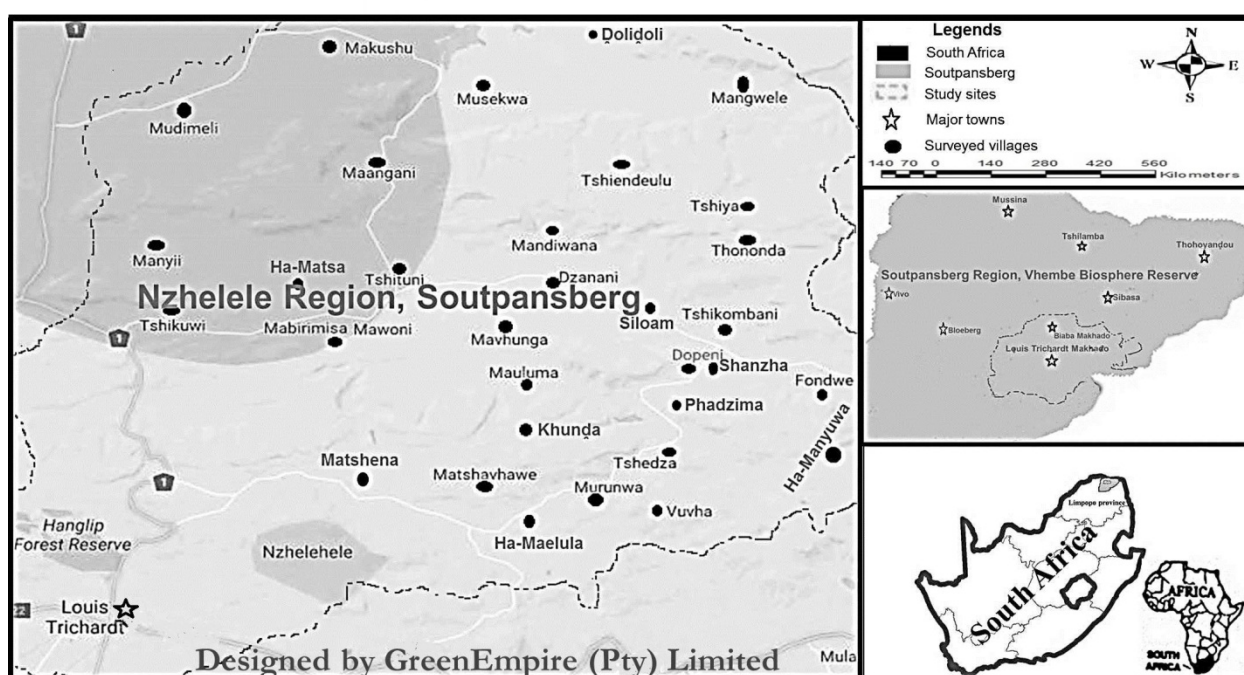 1
Makushu
Ḓoliḓoli
Musekwa
Mangwele
Mudimeli
Maangani
Tshiendeulu
Tshiya
Mandiwana
Thononda
Manyii
Ha-Matsa
Tshituni
Dzanani
Nzhelele Region, Soutpansberg
Tshikuwi
Mabirimisa
Mawoni
Mavhunga
Siloam
Tshikombani
1
Dopeni
Shanzha
Mauluma
Fondwe
Phadzima
Khunḓa
Ha-Manyuwa
Matshena
Matshavhawe
Tshedza
1
Murunwa
Vuvha
Ha-Maelula
Hanglip
Forest Reserve
Nzhelehele
22
Louis
Trichardt
Designed by GreenEmpire (Pty) Limited
Mula
Legends
South Africa
Soutpansberg
Study sites
Major towns
Surveyed villages
N
W E
S
140 70 0 140 280 420 560
Kilometers
Mussina
Tshilamba
Thohoyanḓou
Soutpansberg Region, Vhembe Biosphere Reserve
Vivo
Sibasa
Bloeberg
Biaba Makhado
Louis Trichardt Makhado
Limpopo province
South Africa
AFRICA
SOUTH
AFRICA